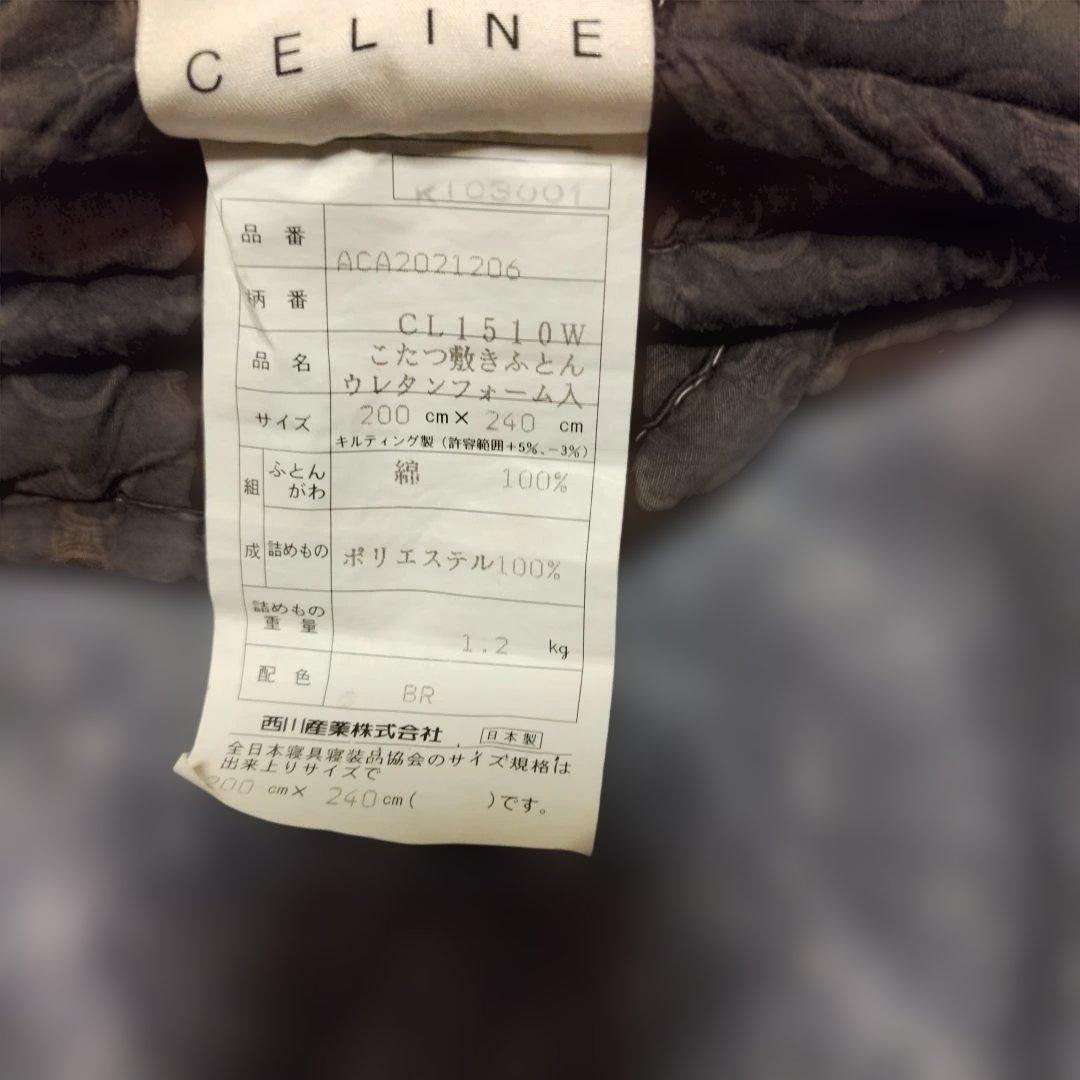 CELINE
K103001
品番 ACA2021206
柄番 CL1510W
品名 こたつ敷きふとん
ウレタンフォーム入
サイズ 200 cm× 240 cm
キルティング製(許容範囲+5%、-3%)
組成 ふとんがわ 綿 100%
詰めもの ポリエステル100%
詰めもの重量 1.2 kg
配色 BR
西川産業株式会社 日本製
全日本寝具寝装品協会のサイズ規格は
出来上りサイズで
200 cm× 240cm( )です。